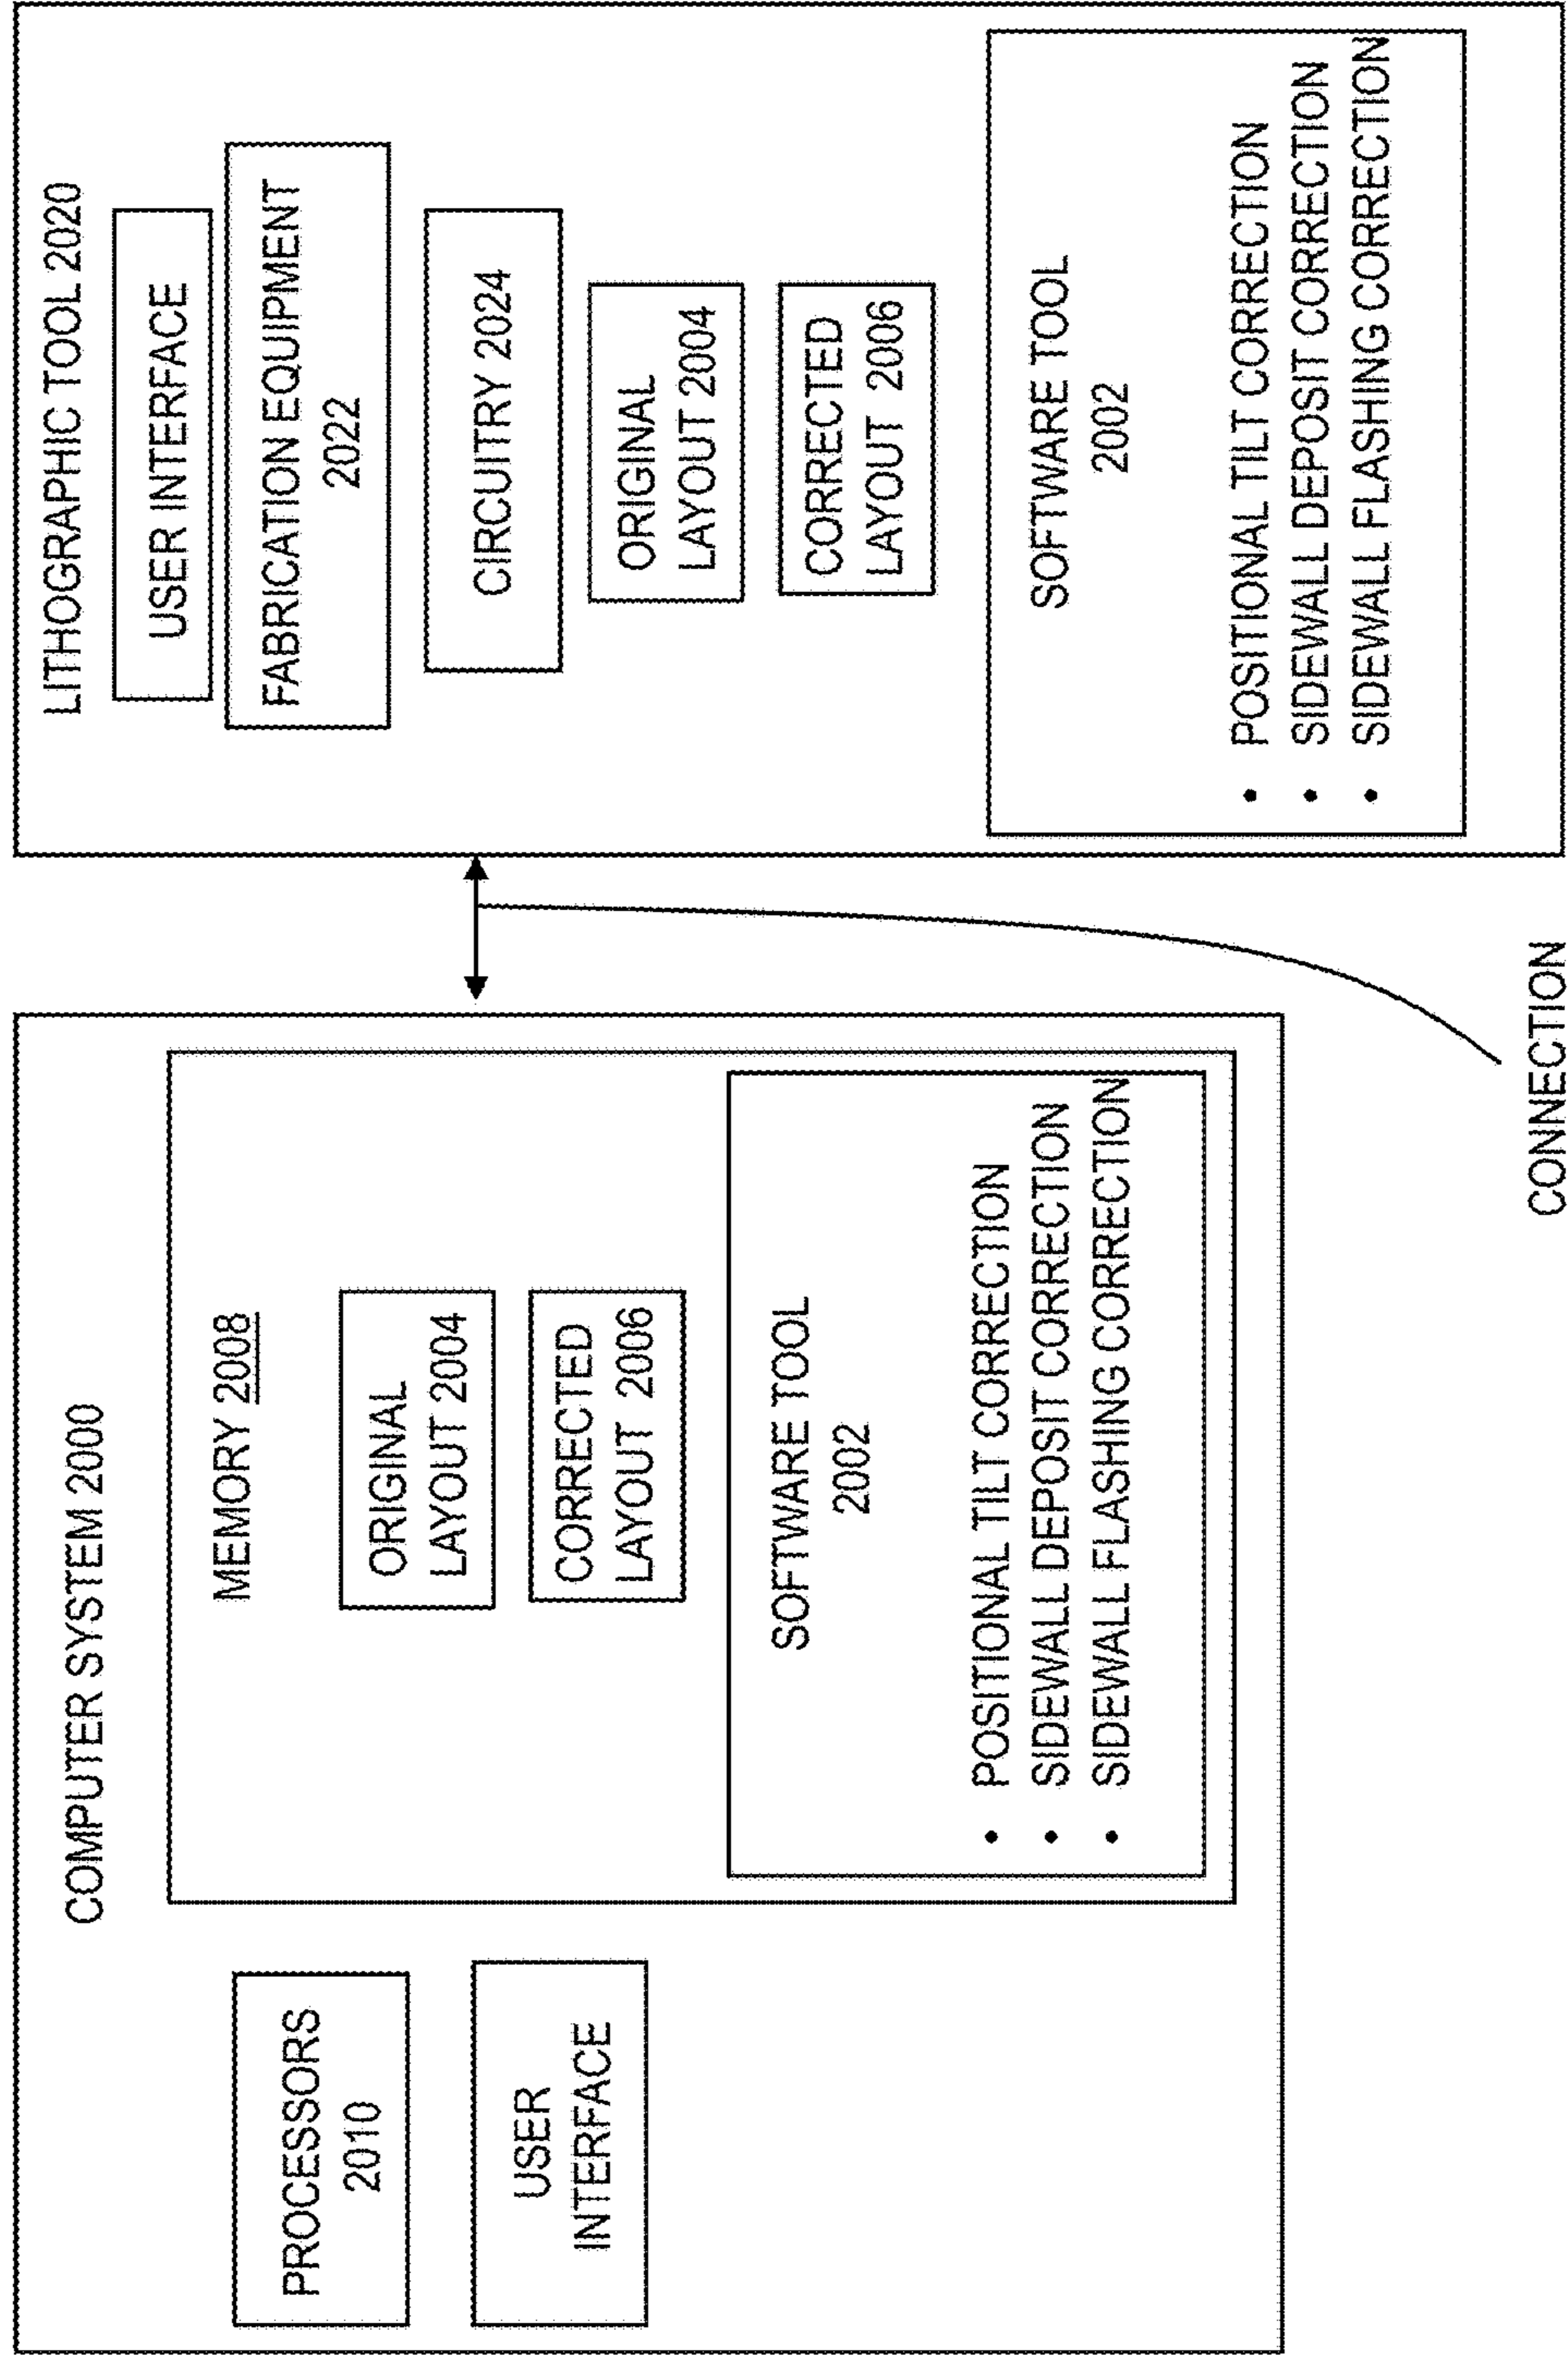 COMPUTER SYSTEM 2000
PROCESSORS
2010
USER
INTERFACE
MEMORY 2008
ORIGINAL
LAYOUT 2004
CORRECTED
LAYOUT 2006
SOFTWARE TOOL
2002
• POSITIONAL TILT CORRECTION
• SIDEWALL DEPOSIT CORRECTION
• SIDEWALL FLASHING CORRECTION
CONNECTION
LITHOGRAPHIC TOOL 2020
USER INTERFACE
FABRICATION EQUIPMENT
2022
CIRCUITRY 2024
ORIGINAL
LAYOUT 2004
CORRECTED
LAYOUT 2006
SOFTWARE TOOL
2002
• POSITIONAL TILT CORRECTION
• SIDEWALL DEPOSIT CORRECTION
• SIDEWALL FLASHING CORRECTION